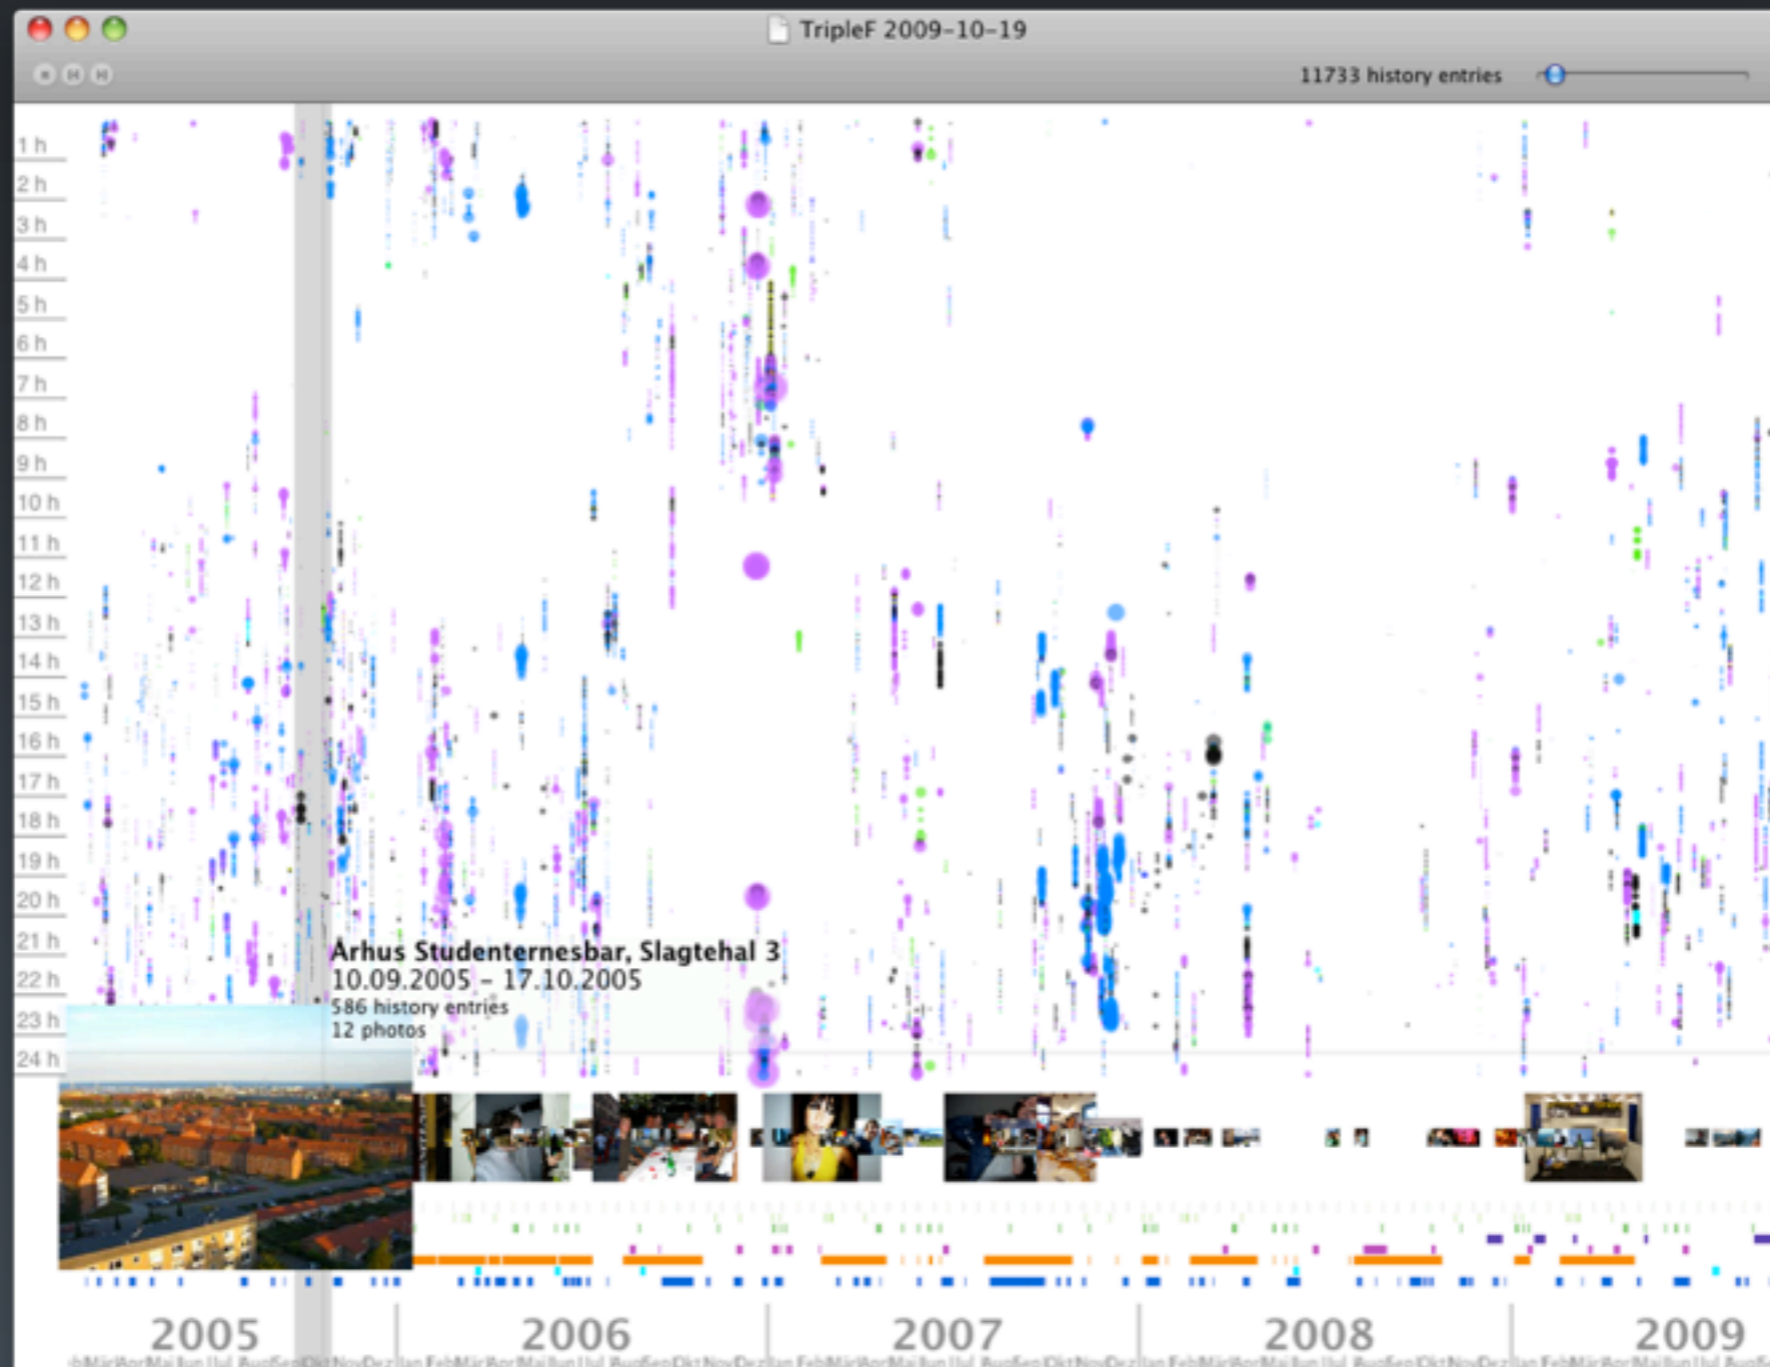 TripleF 2009-10-19
11733 history entries
1 h
2 h
3 h
4 h
5 h
6 h
7 h
8 h
9 h
10 h
11 h
12 h
13 h
14 h
15 h
16 h
17 h
18 h
19 h
20 h
21 h
22 h
23 h
24 h
Århus Studenternesbar, Slagtehal 3
10.09.2005 – 17.10.2005
586 history entries
12 photos
2005 2006 2007 2008 2009